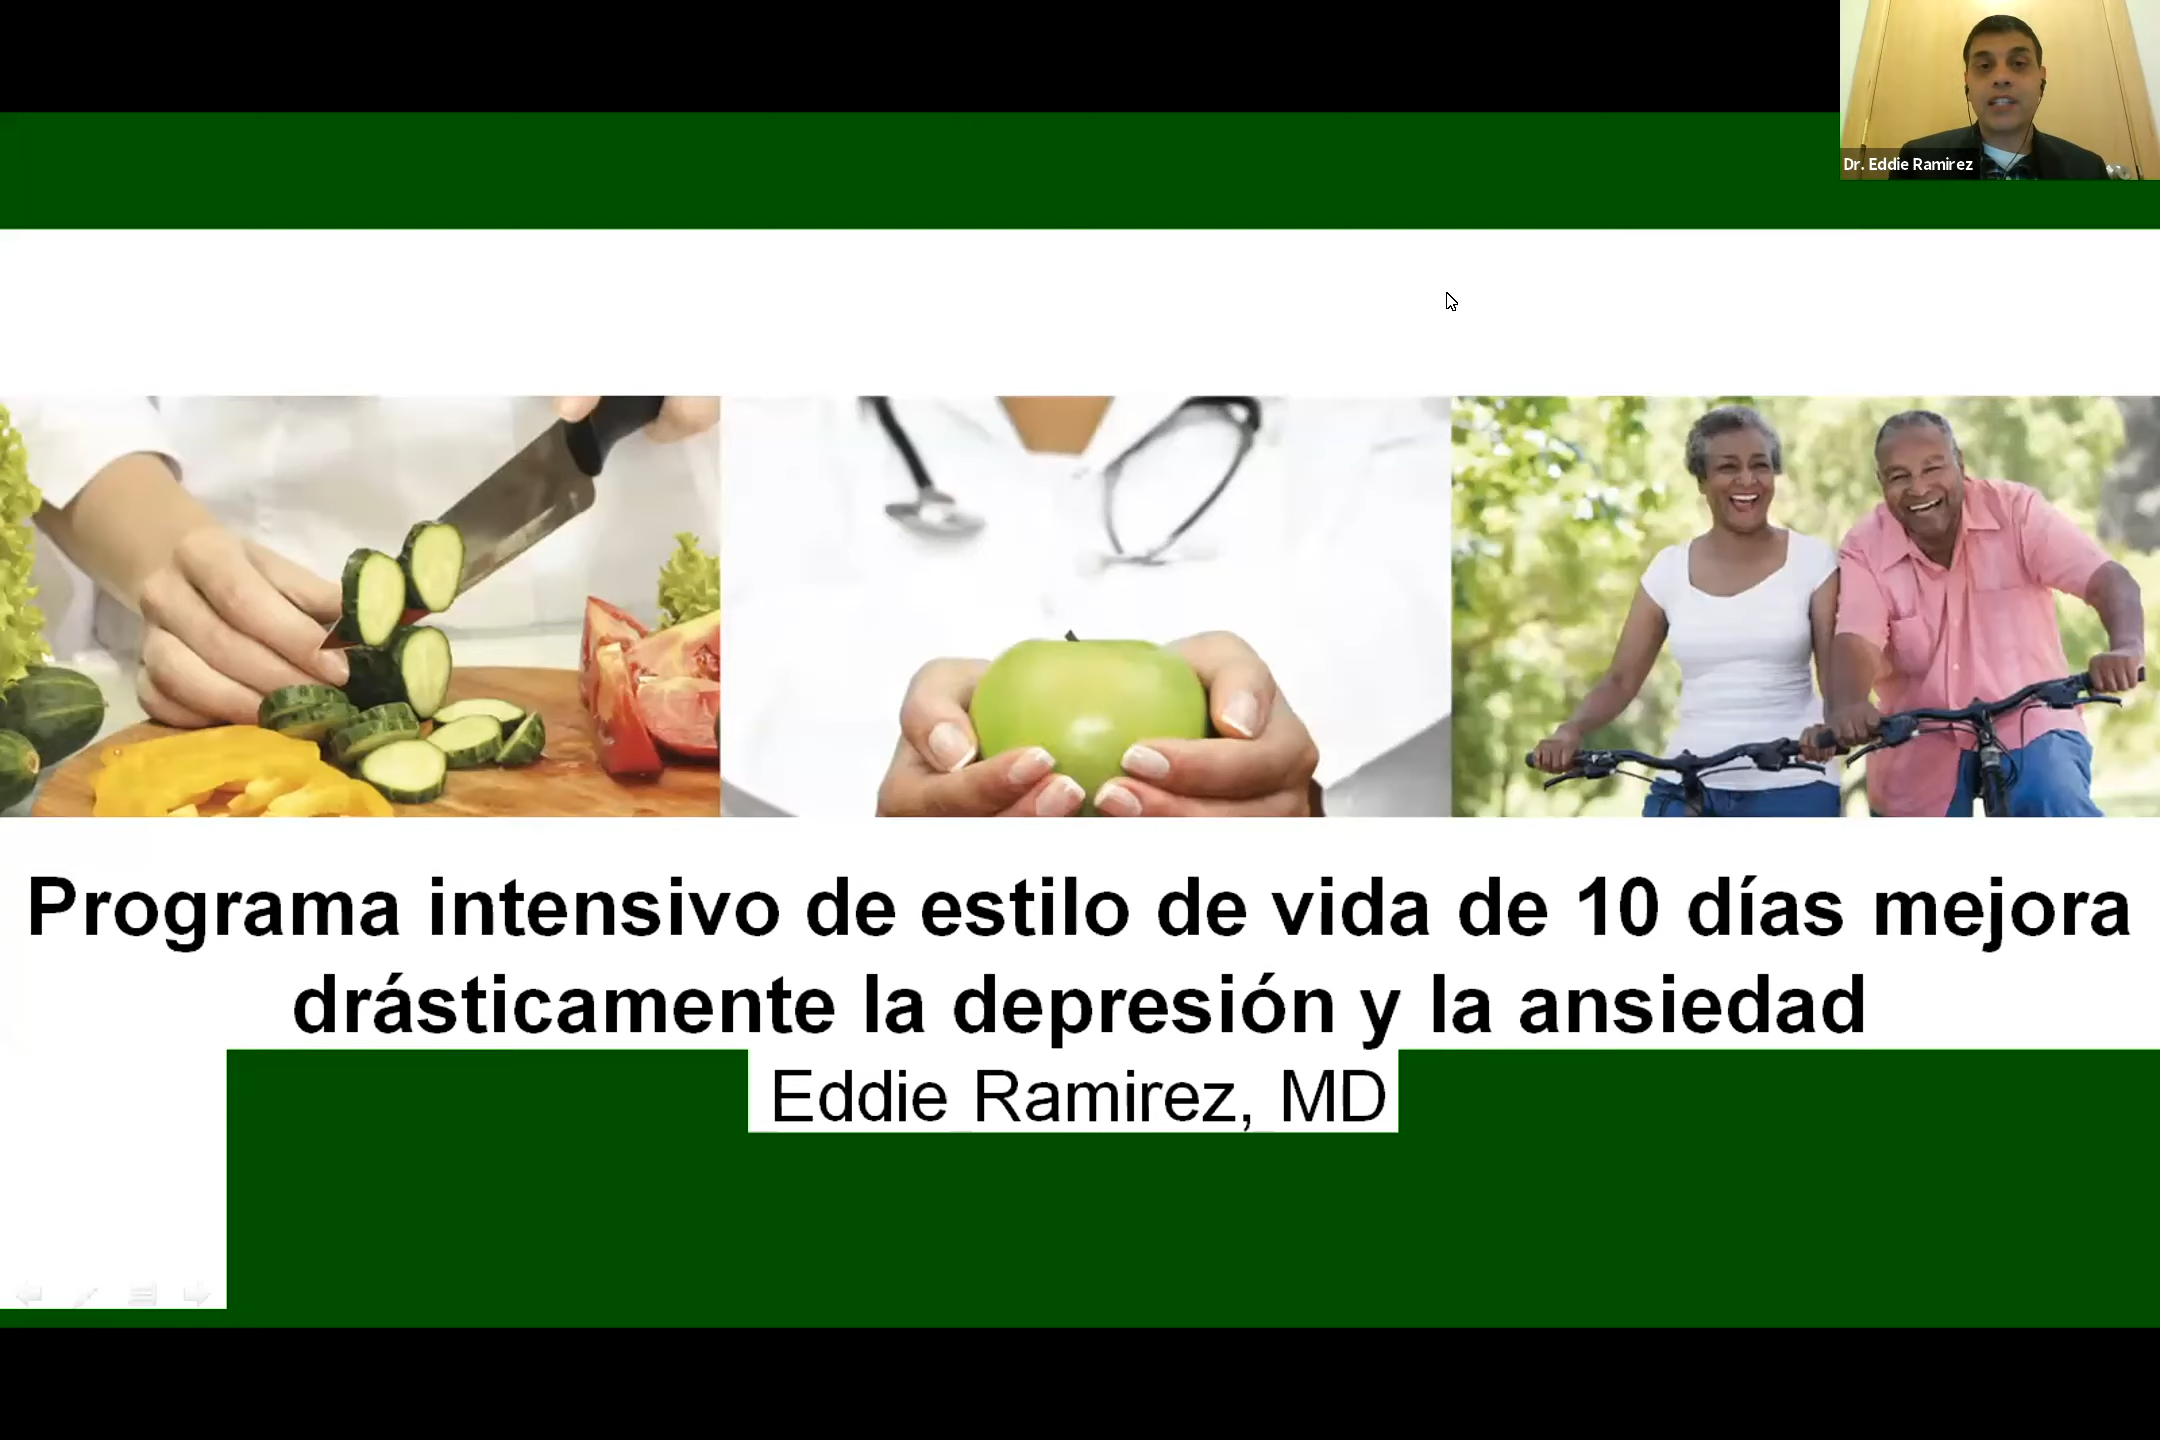 Dr. Eddie Ramirez
Programa intensivo de estilo de vida de 10 días mejora
drásticamente la depresión y la ansiedad
Eddie Ramirez, MD